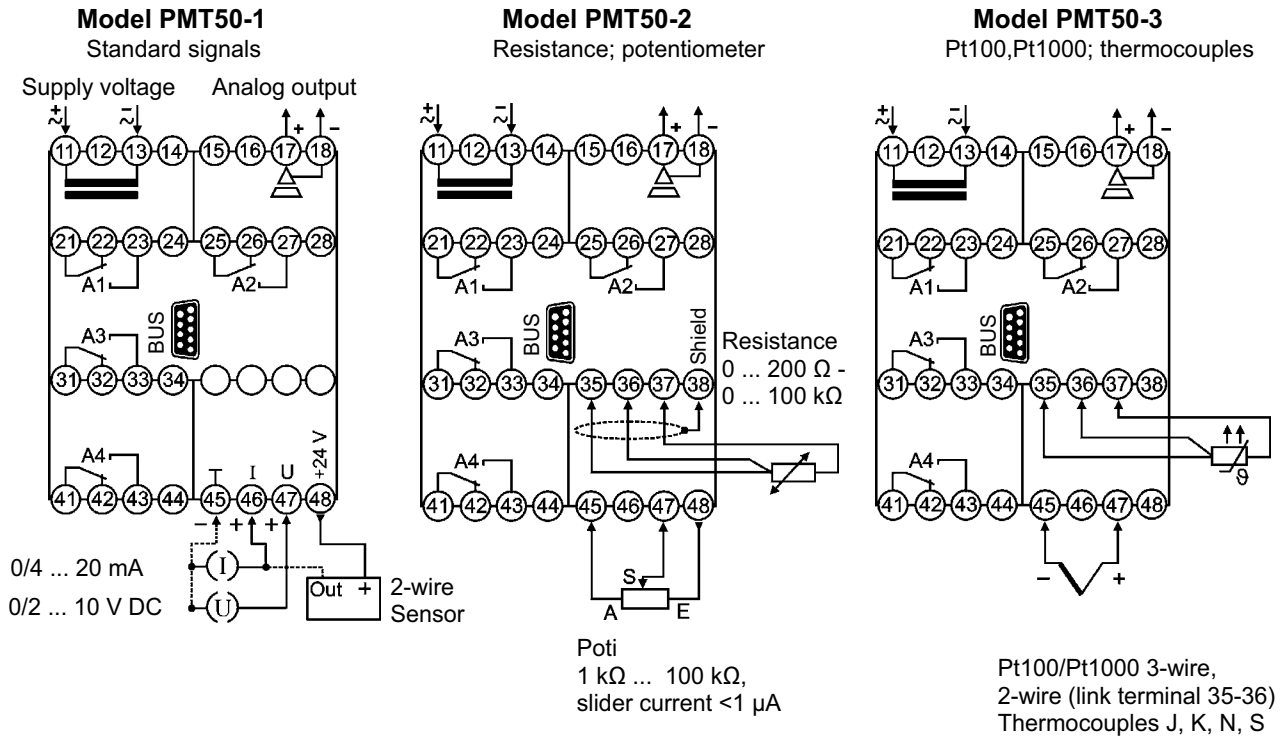 Model PMT50-1
Standard signals
Supply voltage Analog output
≂+ ≂− + −
11 12 13 14 15 16 17 18
21 22 23 24 25 26 27 28
A1 A2
BUS
A3
31 32 33 34
A4
T I U +24 V
41 42 43 44 45 46 47 48
− + +
0/4 ... 20 mA
I
Out +
2-wire
Sensor
0/2 ... 10 V DC
U
Model PMT50-2
Resistance; potentiometer
≂+ ≂− + −
11 12 13 14 15 16 17 18
21 22 23 24 25 26 27 28
A1 A2
BUS
Shield
A3
Resistance
0 ... 200 Ω -
0 ... 100 kΩ
31 32 33 34 35 36 37 38
A4
41 42 43 44 45 46 47 48
S
A E
Poti
1 kΩ ... 100 kΩ,
slider current <1 µA
Model PMT50-3
Pt100,Pt1000; thermocouples
≂+ ≂− + −
11 12 13 14 15 16 17 18
21 22 23 24 25 26 27 28
A1 A2
BUS
A3
31 32 33 34 35 36 37 38
ϑ
A4
41 42 43 44 45 46 47 48
− +
Pt100/Pt1000 3-wire,
2-wire (link terminal 35-36)
Thermocouples J, K, N, S